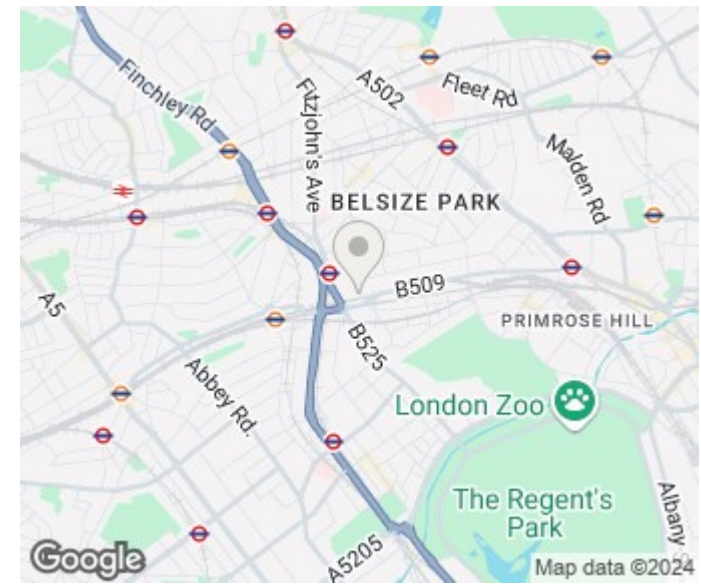 Finchley Rd
Fitzjohn's Ave
A502
Fleet Rd
Malden Rd
BELSIZE PARK
A5
B509
PRIMROSE HILL
B525
Abbey Rd.
London Zoo
The Regent's
Park
Albany
A5205
Google
Map data ©2024